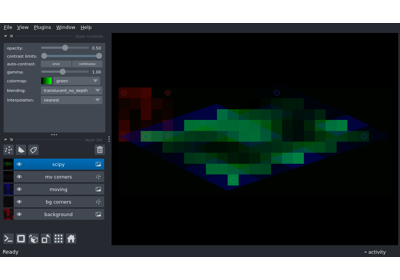 File View Plugins Window Help
opacity: 0.50
contrast limits:
auto-contrast: once continuous
gamma: 1.00
colormap: green
blending: translucent_no_depth
interpolation: nearest
scipy
mv corners
moving
bg corners
background
Ready
activity